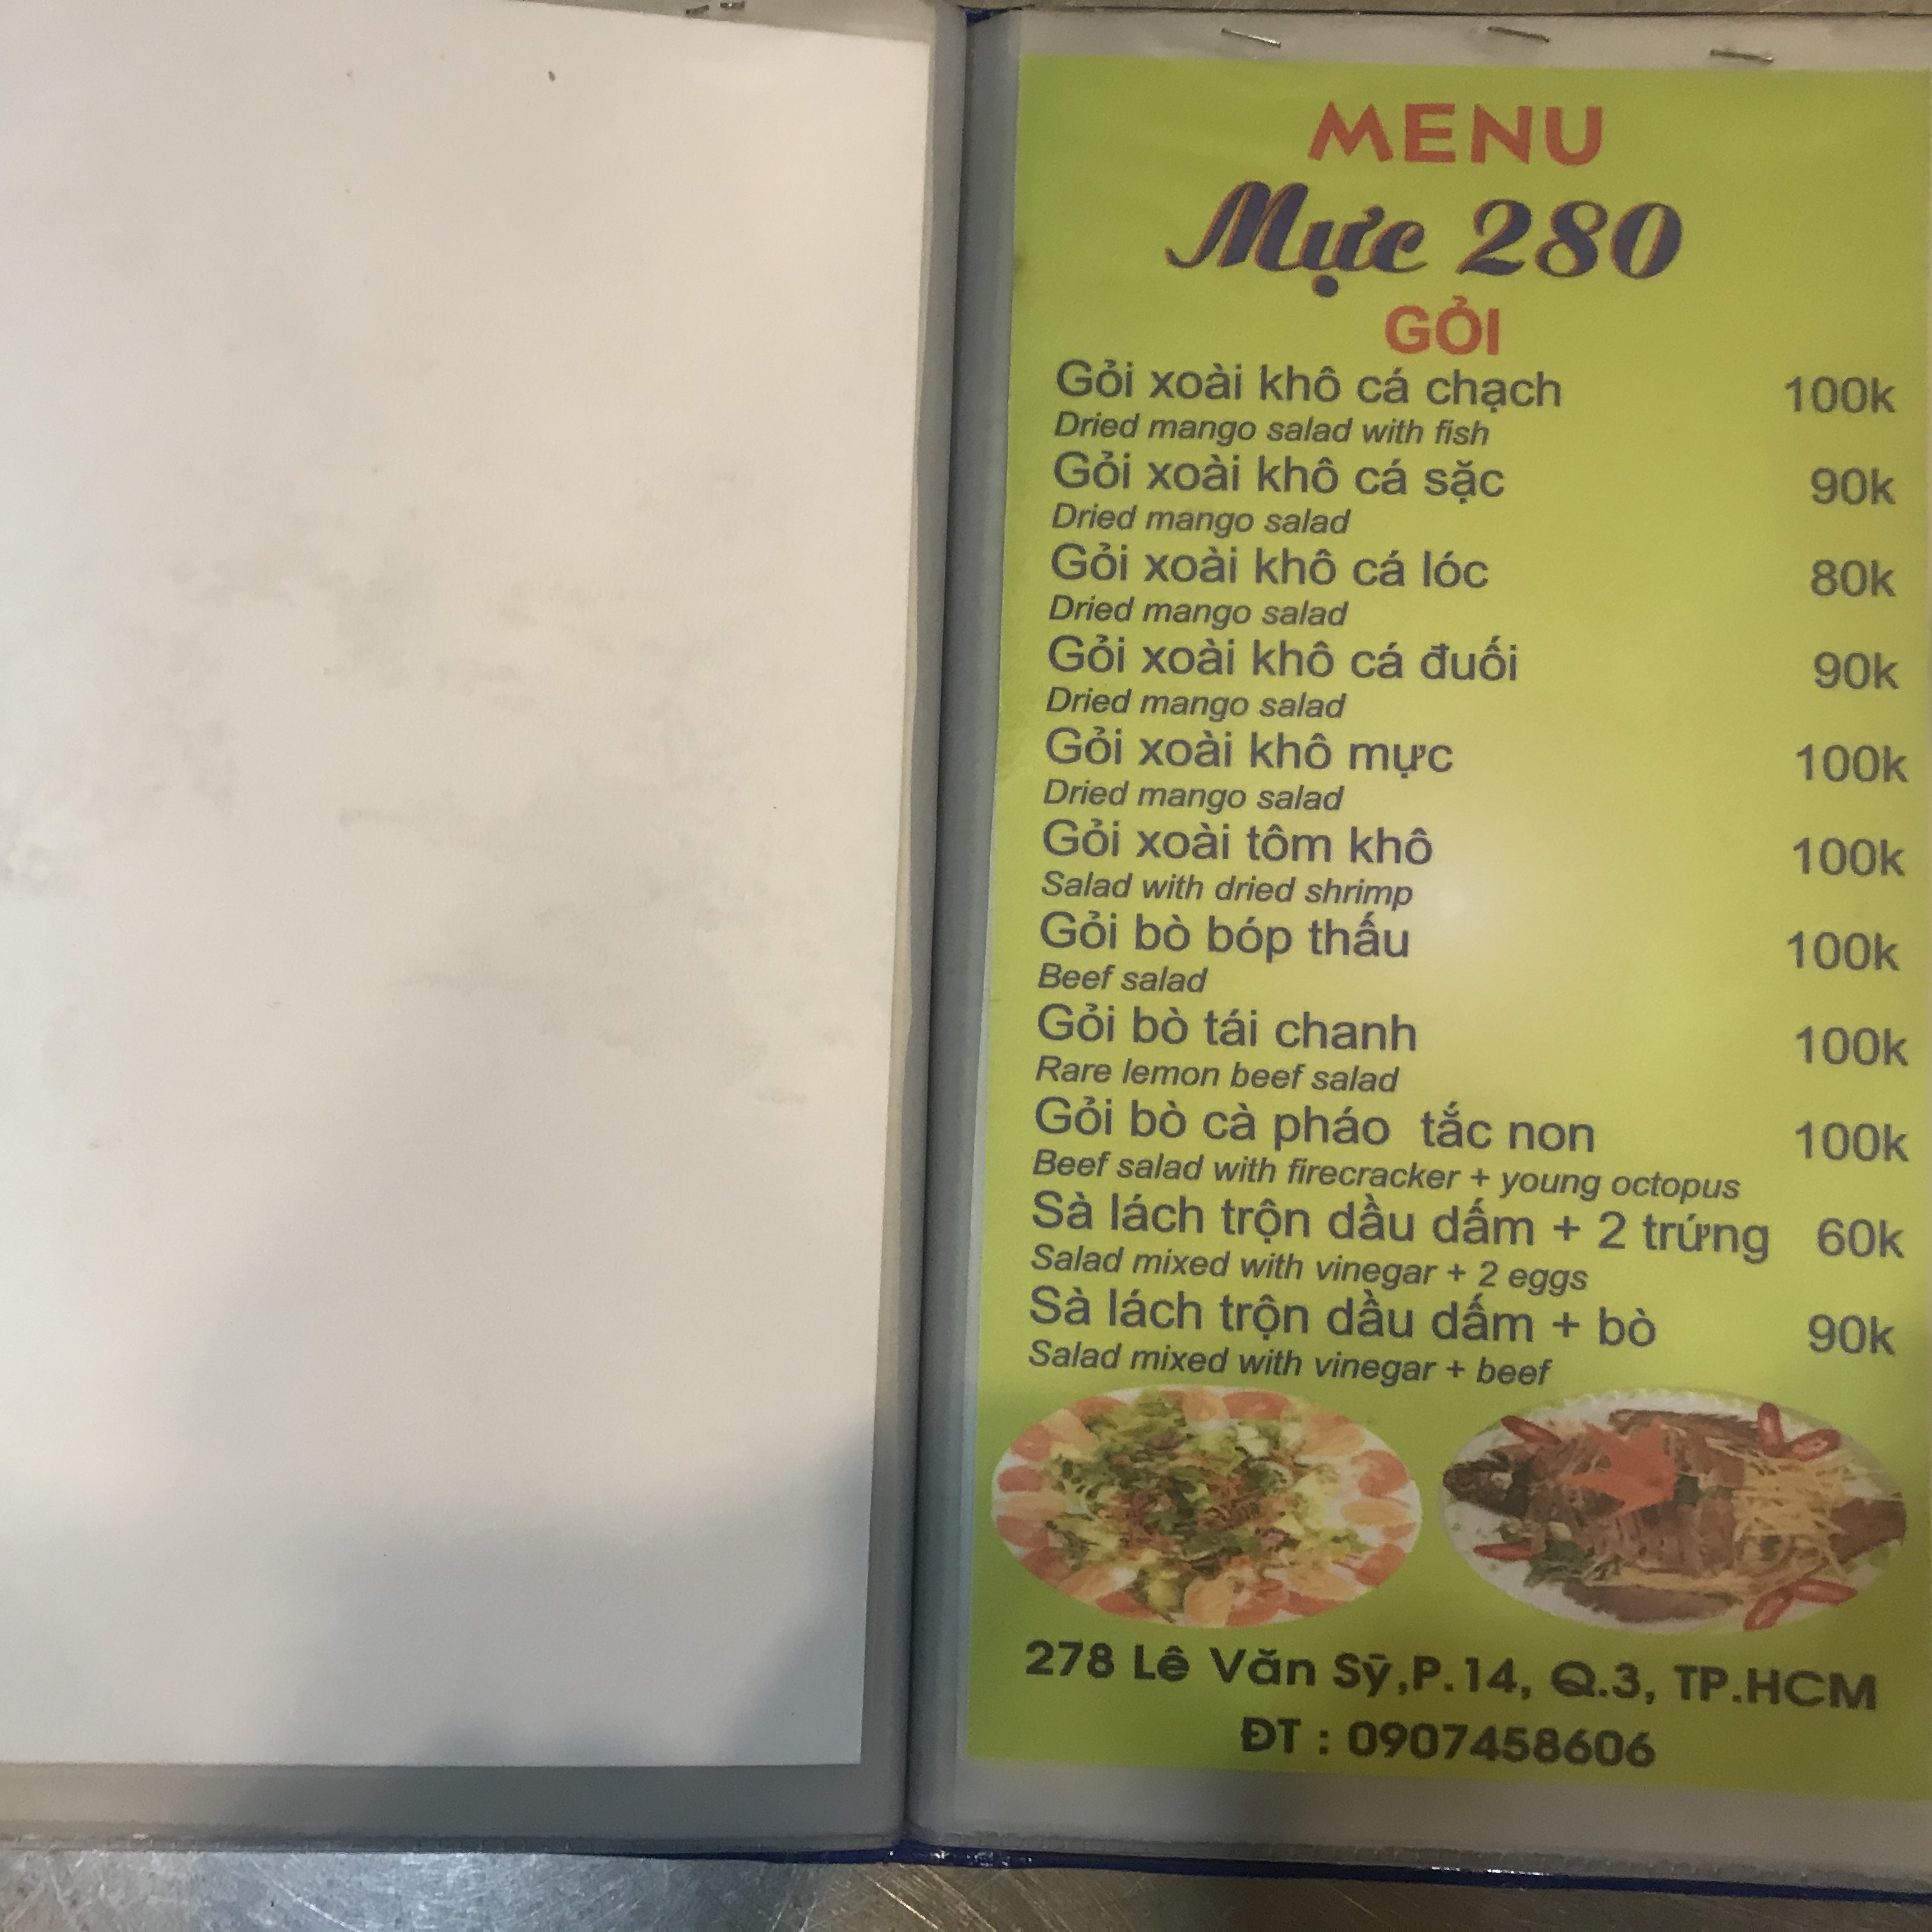 MENU
Mực 280
GỎI
Gỏi xoài khô cá chạch 100k
Dried mango salad with fish
Gỏi xoài khô cá sặc 90k
Dried mango salad
Gỏi xoài khô cá lóc 80k
Dried mango salad
Gỏi xoài khô cá đuối 90k
Dried mango salad
Gỏi xoài khô mực 100k
Dried mango salad
Gỏi xoài tôm khô 100k
Salad with dried shrimp
Gỏi bò bóp thấu 100k
Beef salad
Gỏi bò tái chanh 100k
Rare lemon beef salad
Gỏi bò cà pháo tắc non 100k
Beef salad with firecracker + young octopus
Sà lách trộn dầu dấm + 2 trứng 60k
Salad mixed with vinegar + 2 eggs
Sà lách trộn dầu dấm + bò 90k
Salad mixed with vinegar + beef
278 Lê Văn Sỹ,P.14, Q.3, TP.HCM
ĐT : 0907458606